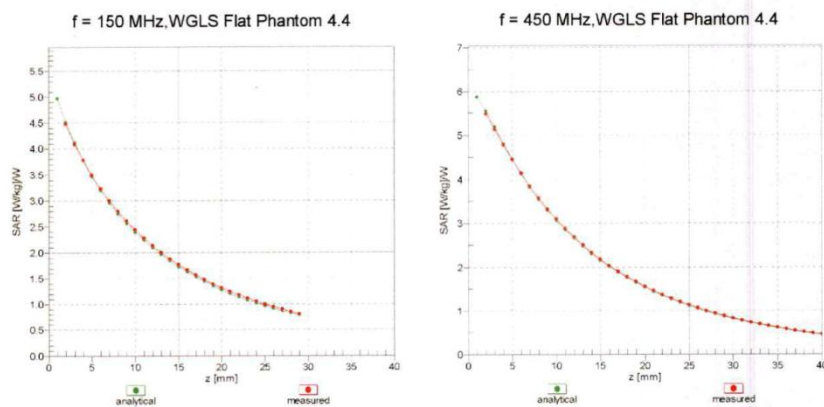 f = 150 MHz,WGLS Flat Phantom 4.4
SAR [W/kg]/W
5.5
5.0
4.5
4.0
3.5
3.0
2.5
2.0
1.5
1.0
0.5
0.0
0 5 10 15 20 25 30 35 40
z [mm]
analytical measured
f = 450 MHz,WGLS Flat Phantom 4.4
SAR [W/kg]/W
7
6
5
4
3
2
1
0
0 5 10 15 20 25 30 35 40
z [mm]
analytical measured